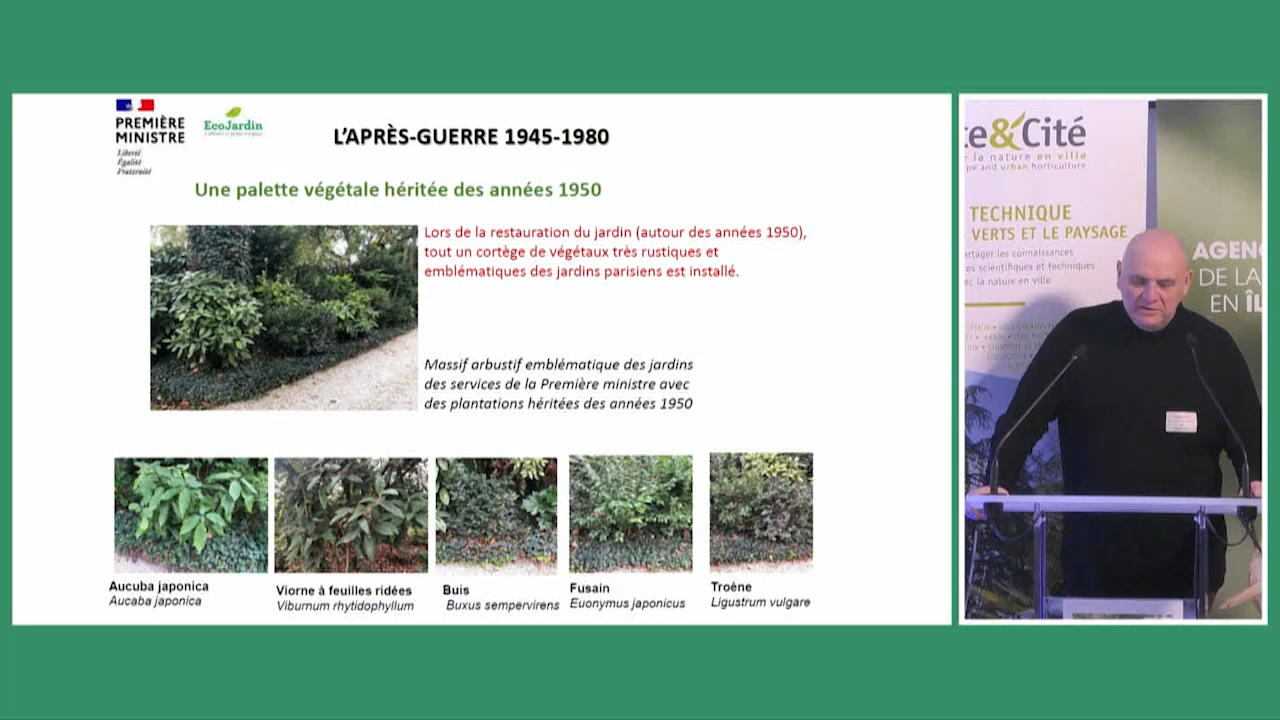 PREMIÈRE
MINISTRE
Liberté
Égalité
Fraternité
EcoJardin
L'APRÈS-GUERRE 1945-1980
Une palette végétale héritée des années 1950
Lors de la restauration du jardin (autour des années 1950),
tout un cortège de végétaux très rustiques et
emblématiques des jardins parisiens est installé.
Massif arbustif emblématique des jardins
des services de la Première ministre avec
des plantations héritées des années 1950
Aucuba japonica
Aucaba japonica
Viorne à feuilles ridées
Viburnum rhytidophyllum
Buis
Buxus sempervirens
Fusain
Euonymus japonicus
Troène
Ligustrum vulgare
te&Cité
r la nature en ville
pe and urban horticulture
TECHNIQUE
VERTS ET LE PAYSAGE
artager les connaissances
es scientifiques et techniques
ec la nature en ville
AGEN
DE LA
EN ÎL